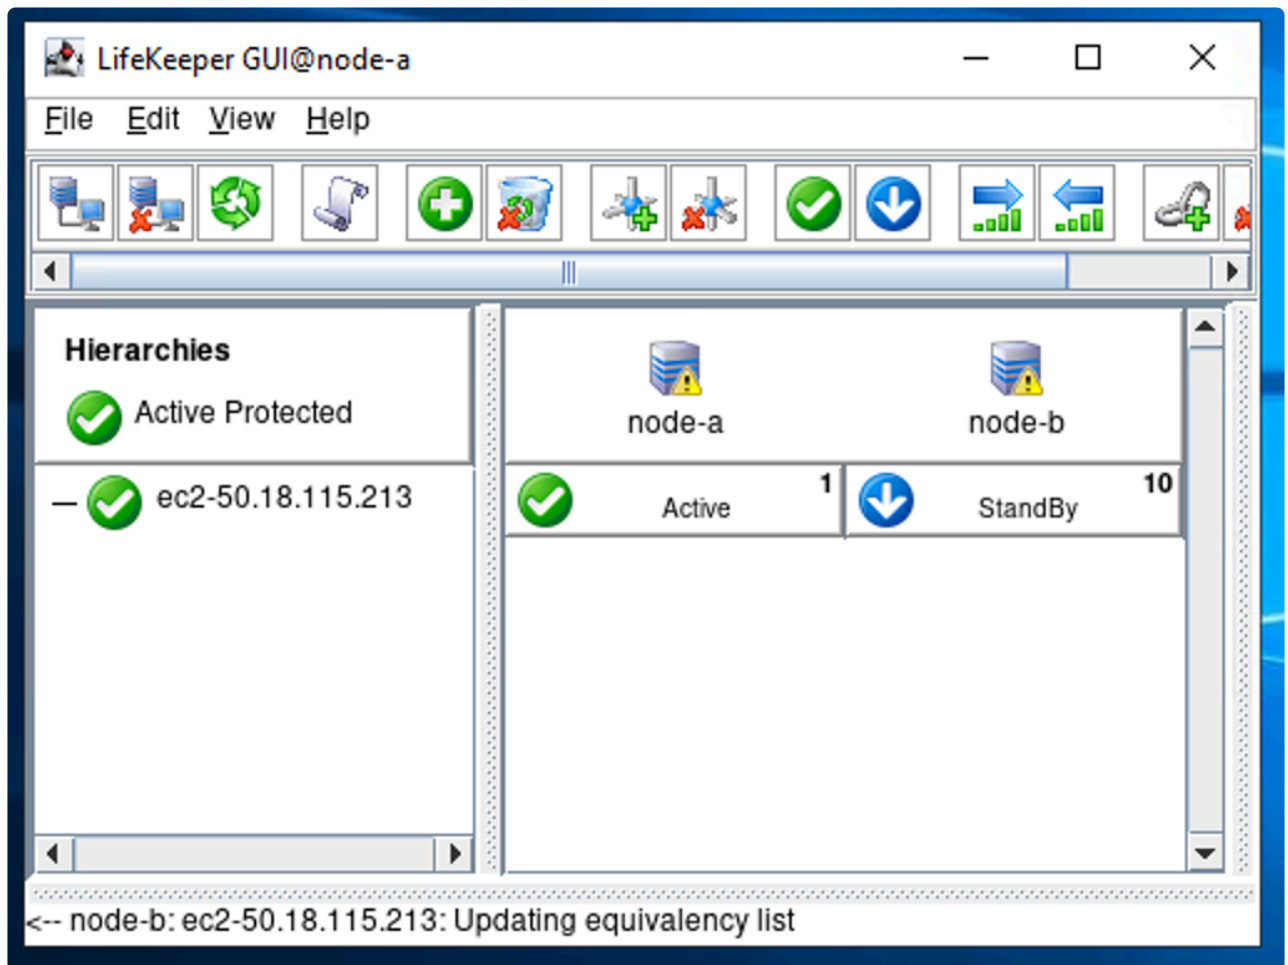 LifeKeeper GUI@node-a
File Edit View Help
Hierarchies
Active Protected
node-a node-b
ec2-50.18.115.213
1 10
Active StandBy
<-- node-b: ec2-50.18.115.213: Updating equivalency list